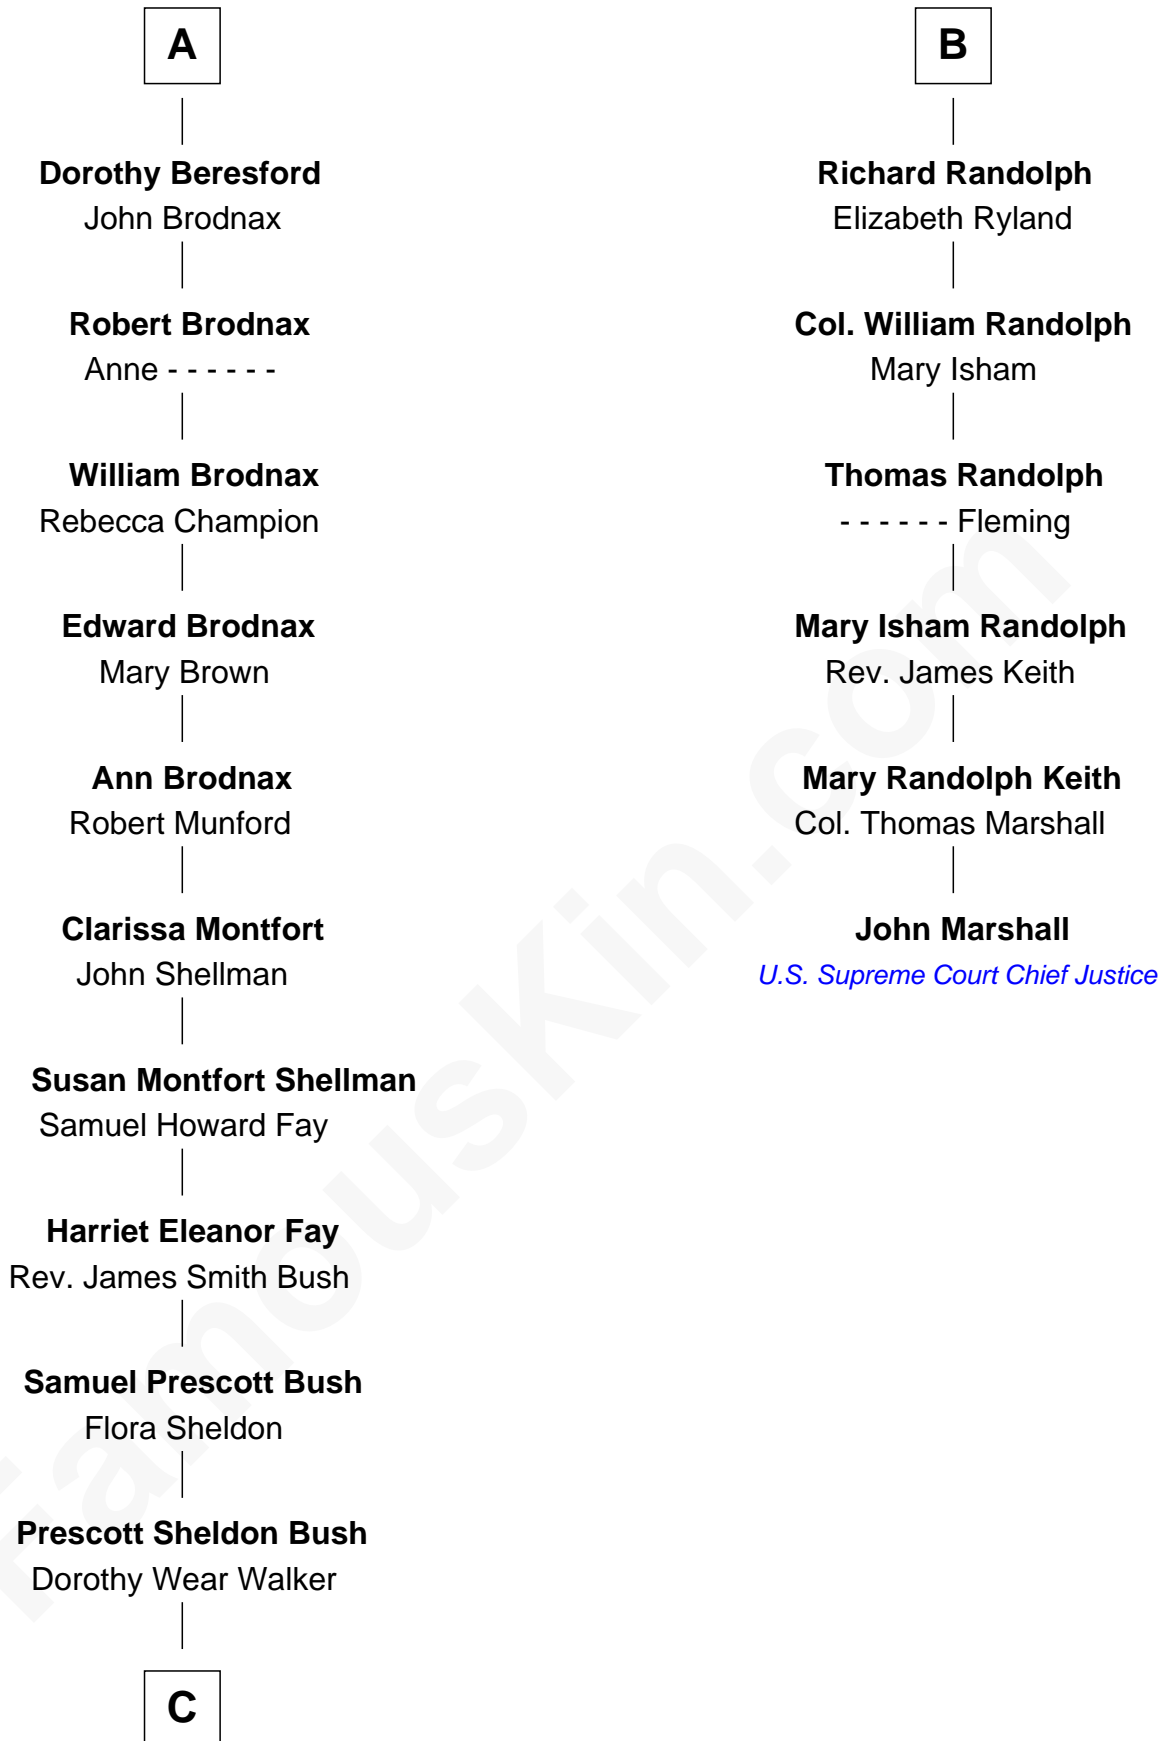 A
Dorothy Beresford
John Brodnax
Robert Brodnax
Anne - - - - - -
William Brodnax
Rebecca Champion
Edward Brodnax
Mary Brown
Ann Brodnax
Robert Munford
Clarissa Montfort
John Shellman
Susan Montfort Shellman
Samuel Howard Fay
Harriet Eleanor Fay
Rev. James Smith Bush
Samuel Prescott Bush
Flora Sheldon
Prescott Sheldon Bush
Dorothy Wear Walker
C
B
Richard Randolph
Elizabeth Ryland
Col. William Randolph
Mary Isham
Thomas Randolph
- - - - - - Fleming
Mary Isham Randolph
Rev. James Keith
Mary Randolph Keith
Col. Thomas Marshall
John Marshall
U.S. Supreme Court Chief Justice
FamousKin.com